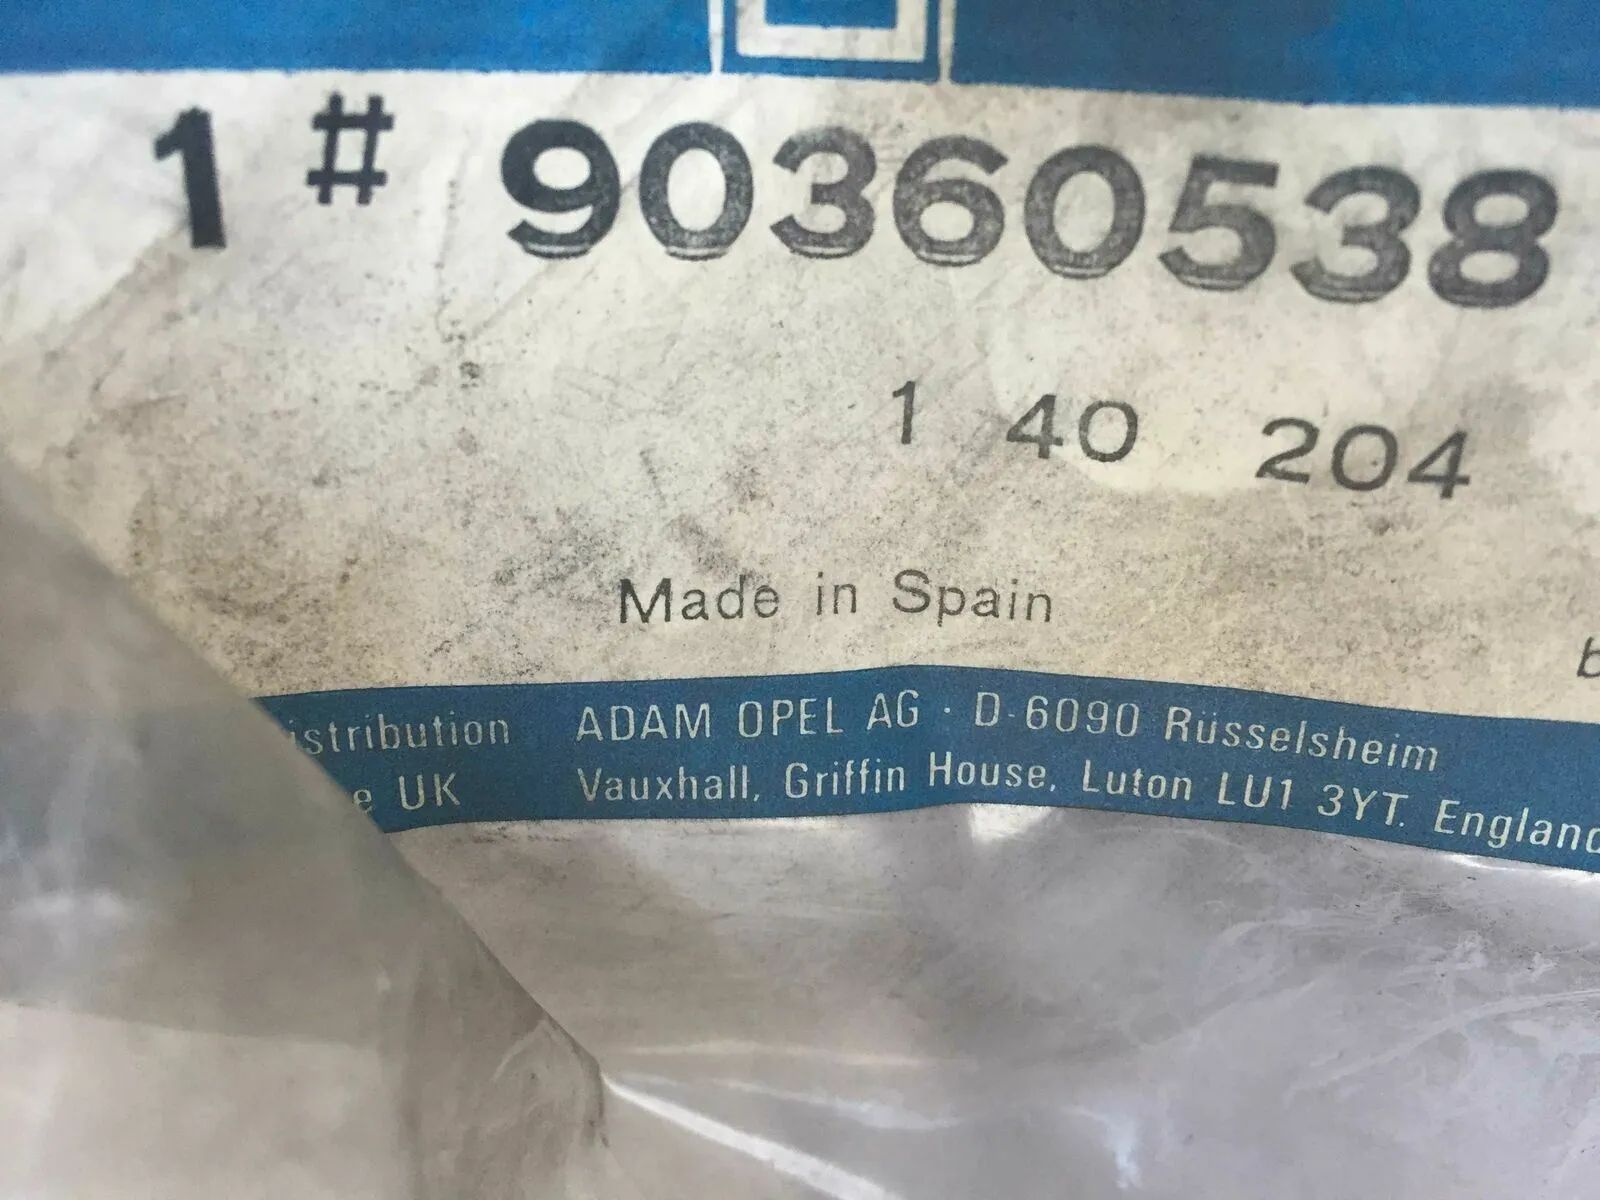 1 # 90360538
1 40 204
Made in Spain
ADAM OPEL AG · D-6090 Rüsselsheim
UK Vauxhall, Griffin House, Luton LU1 3YT. England